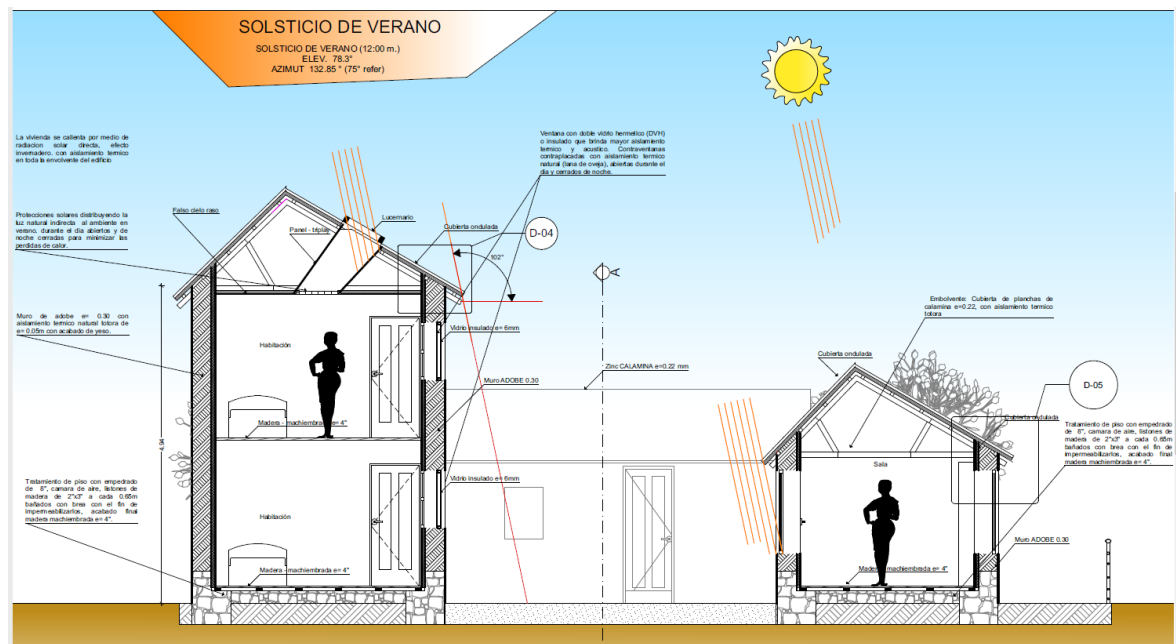 SOLSTICIO DE VERANO
SOLSTICIO DE VERANO (12:00 m.)
ELEV. 78.3°
AZIMUT 132.85 ° (75° refer)
La vivienda se calienta por medio de
radiacion solar directa, efecto
invernadero. con aislamiento termico
en toda la envolvente del edificio
Ventana con doble vidrio hermetico (DVH)
o insulado que brinda mayor aislamiento
termico y acustico. Contraventanas
contraplacadas con aislamiento termico
natural (lana de oveja), abiertas durante el
dia y cerrados de noche.
Protecciones solares distribuyendo la
luz natural indirecta al ambiente en
verano. durante el dia abiertos y de
noche cerradas para minimizar las
perdidas de calor.
Falso cielo raso
Lucernario
Panel - triplay
Cubierta ondulada
D-04
102°
A
Muro de adobe e= 0.30 con
aislamiento termico natural totora de
e= 0.05m con acabado de yeso.
Embolvente: Cubierta de planchas de
calamina e=0.22, con aislamiento termico
totora
Habitación
Vidrio insulado e= 6mm
Cubierta ondulada
Zinc CALAMINA e=0.22 mm
Muro ADOBE 0.30
D-05
Cubierta ondulada
Madera - machiembrada e= 4"
4.94
Tratamiento de piso con empedrado
de 8", camara de aire, listones de
madera de 2"x3" a cada 0.65m
bañados con brea con el fin de
impermeabilizarlos, acabado final
madera machiembrada e= 4".
Sala
Vidrio insulado e= 6mm
Tratamiento de piso con empedrado
de 8", camara de aire, listones de
madera de 2"x3" a cada 0.65m
bañados con brea con el fin de
impermeabilizarlos, acabado final
madera machiembrada e= 4".
Habitación
Muro ADOBE 0.30
Madera - machiembrada e= 4"
Madera - machiembrada e= 4"